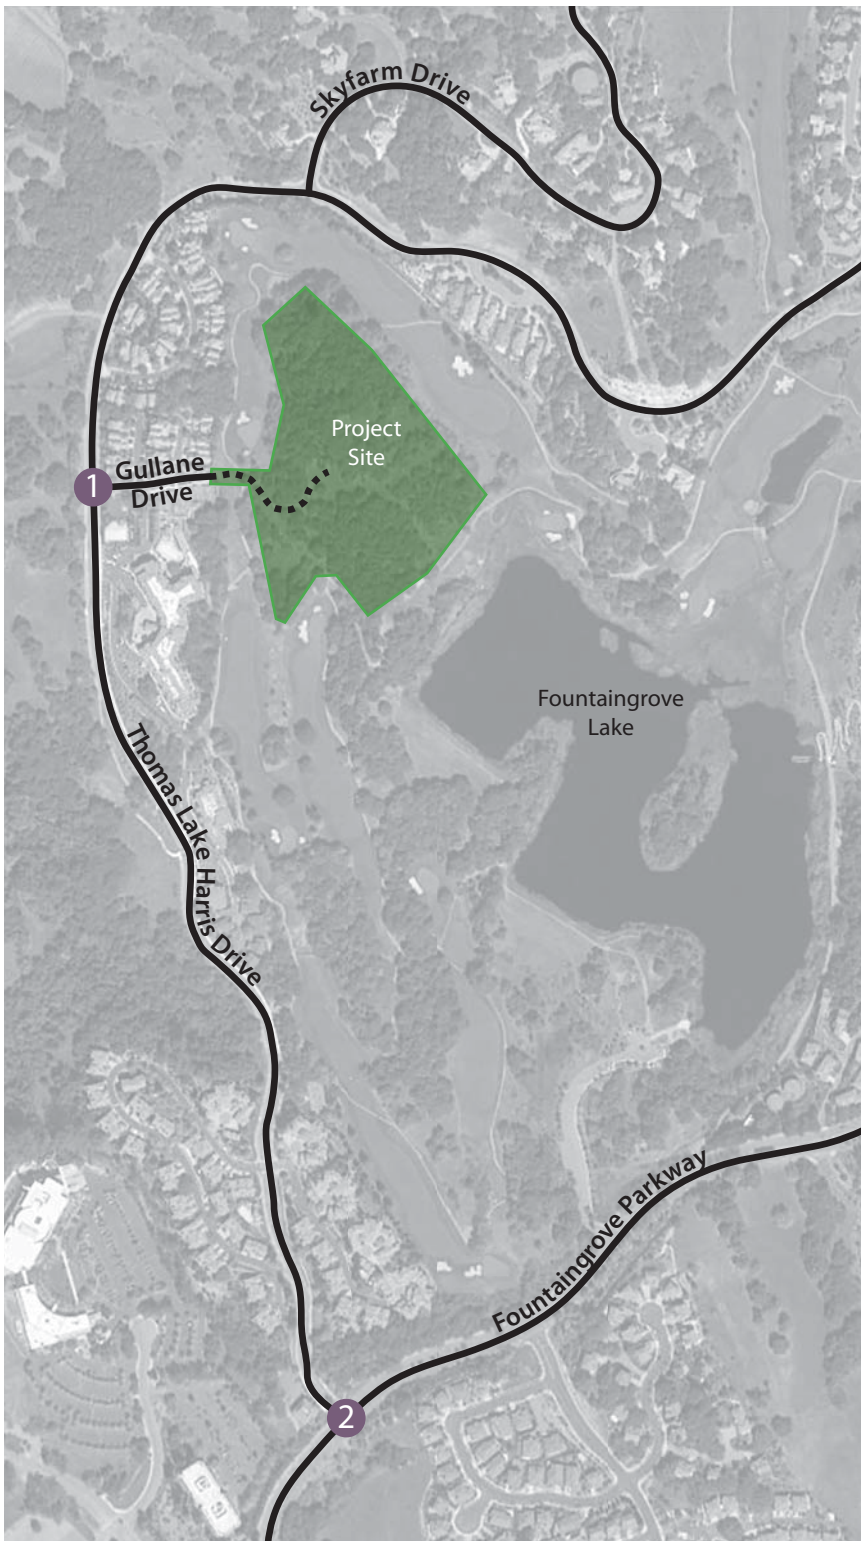 Skyfarm Drive
Project
Site
Gullane
Drive
1
Fountaingrove
Lake
Thomas Lake Harris Drive
Fountaingrove Parkway
2